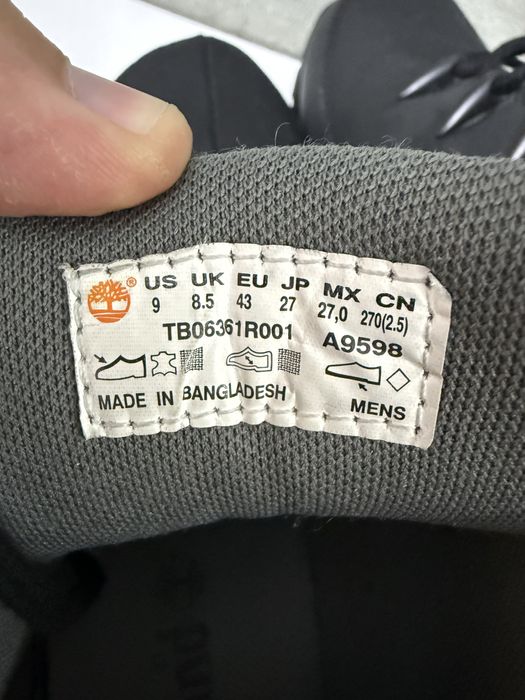 ®
US UK EU JP MX CN
9 8.5 43 27 27,0 270(2.5)
TB06361R001 A9598
MADE IN BANGLADESH MENS